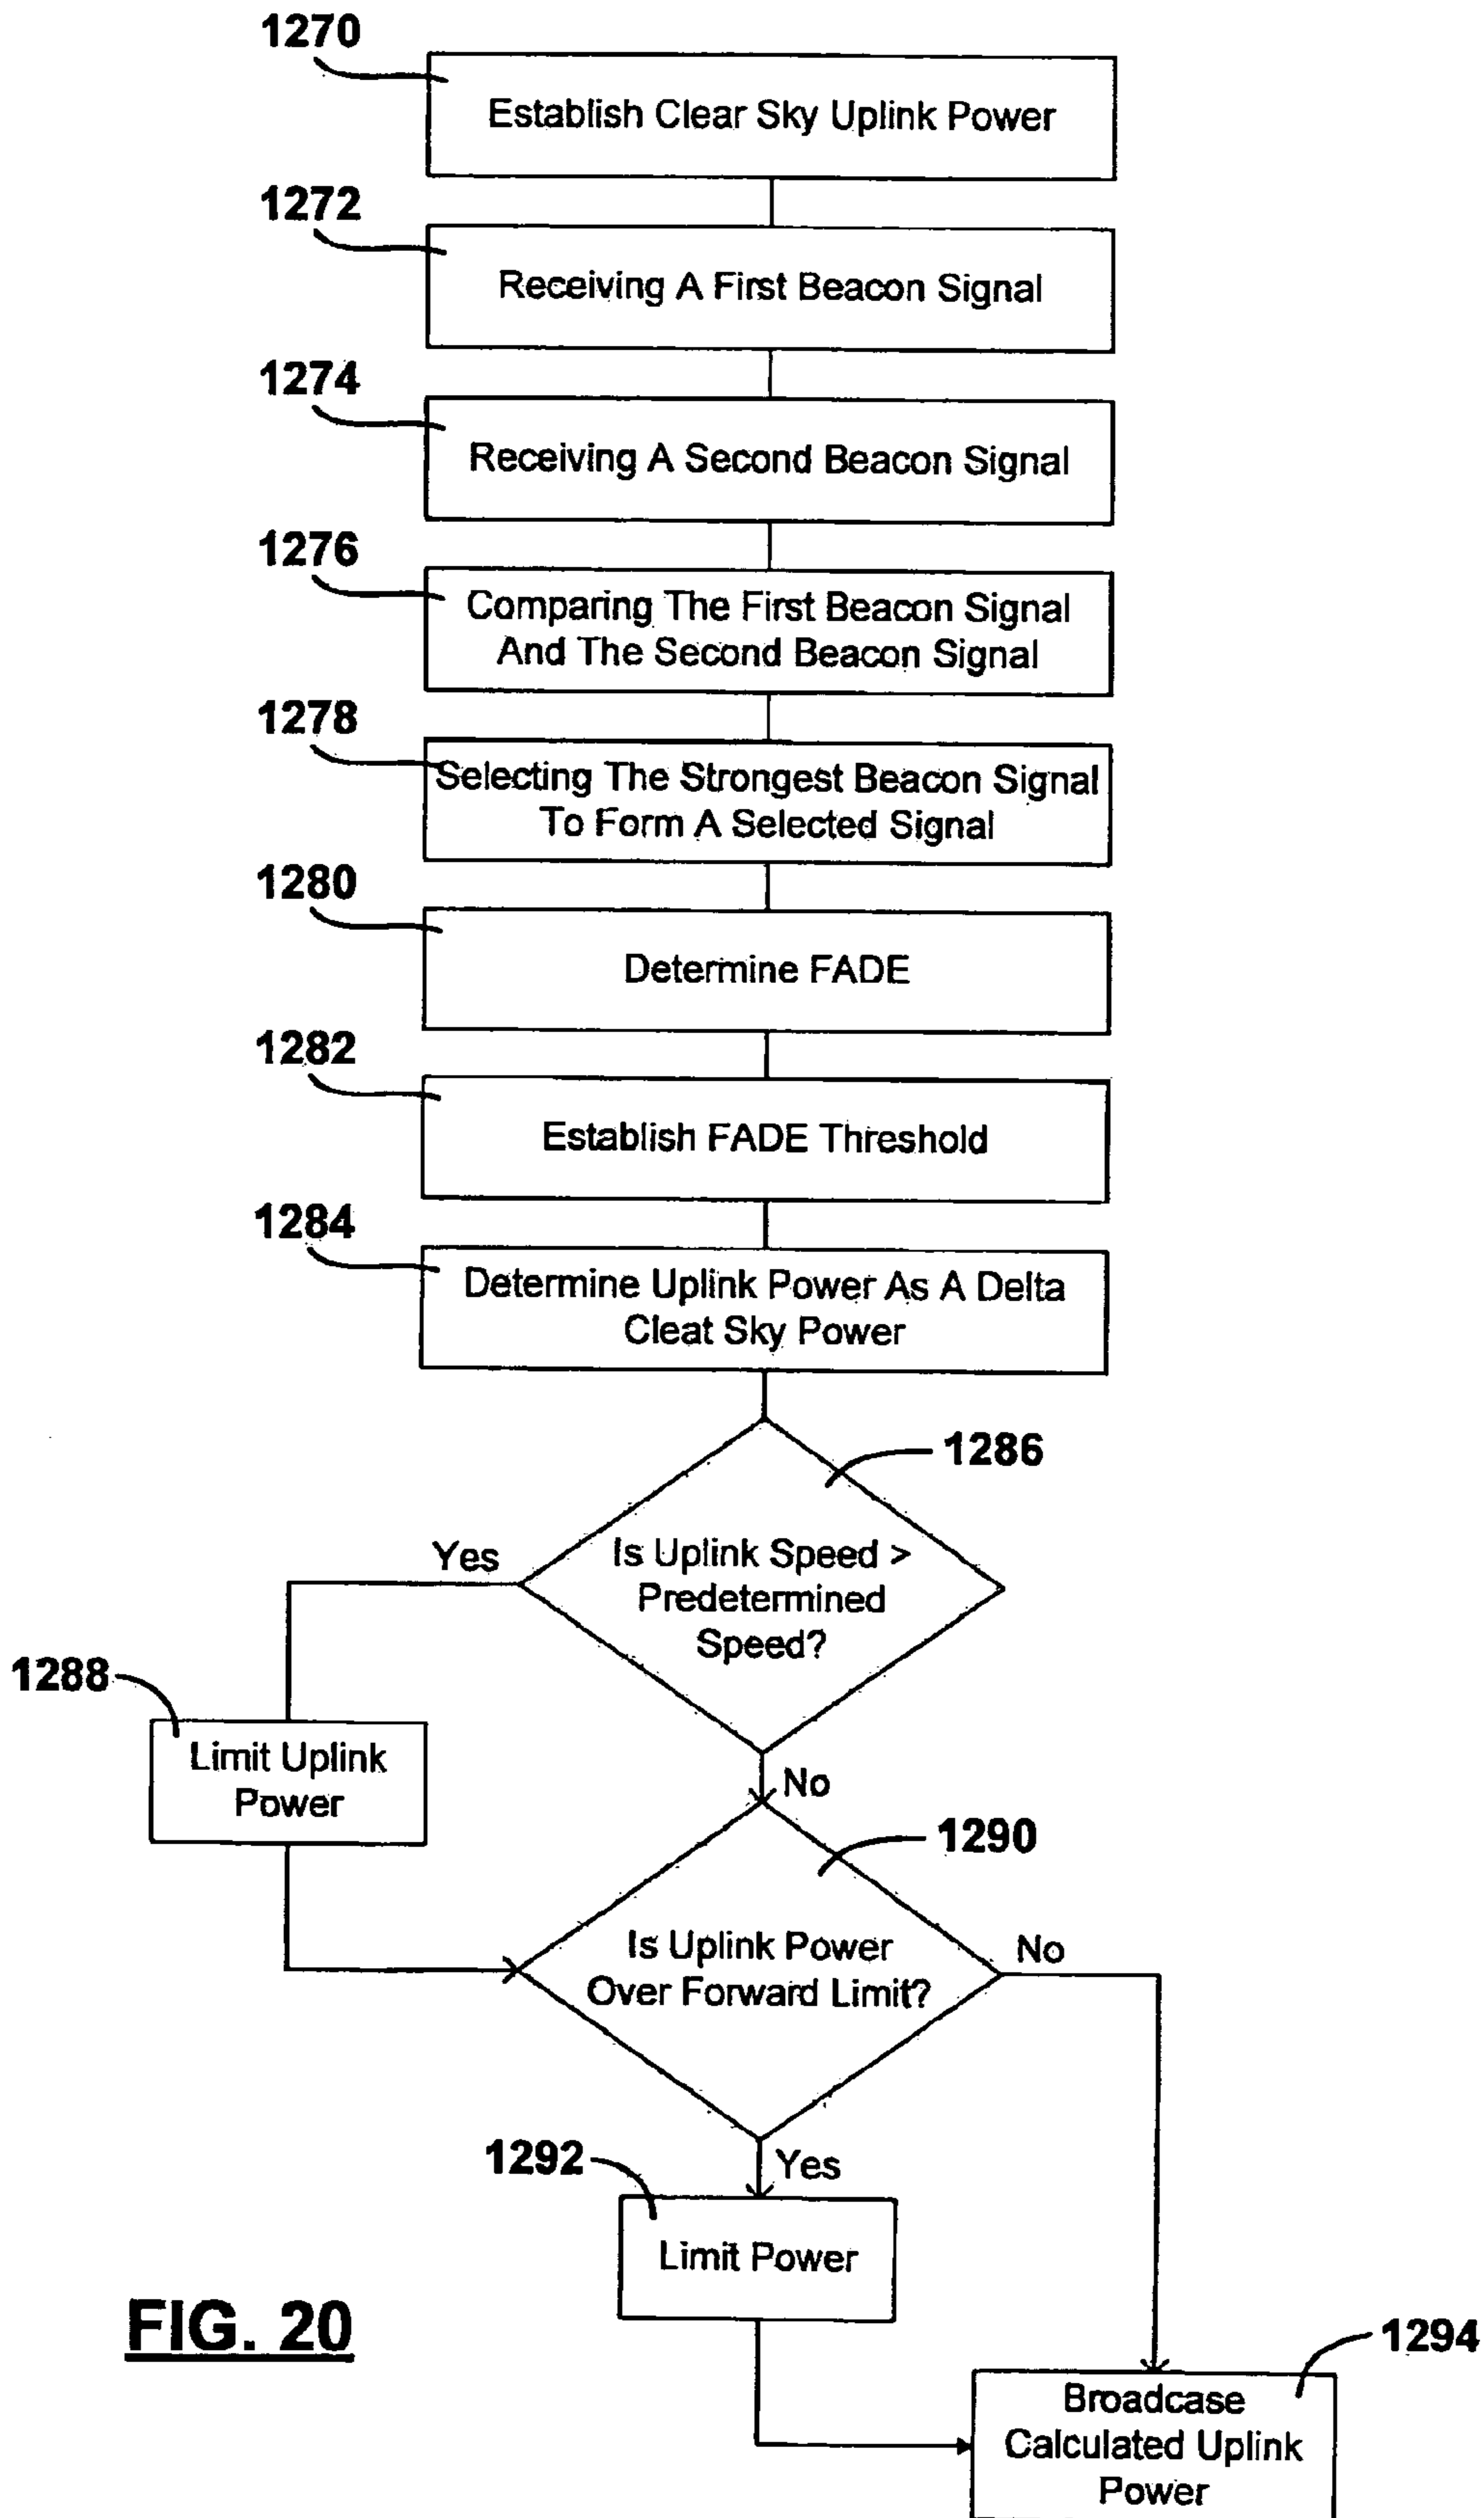 1270
Establish Clear Sky Uplink Power
1272
Receiving A First Beacon Signal
1274
Receiving A Second Beacon Signal
1276
Comparing The First Beacon Signal
And The Second Beacon Signal
1278
Selecting The Strongest Beacon Signal
To Form A Selected Signal
1280
Determine FADE
1282
Establish FADE Threshold
1284
Determine Uplink Power As A Delta
Cleat Sky Power
1286
Is Uplink Speed >
Predetermined
Speed?
Yes
No
1288
Limit Uplink
Power
1290
Is Uplink Power
Over Forward Limit?
No
Yes
1292
Limit Power
1294
Broadcase
Calculated Uplink
Power
FIG. 20